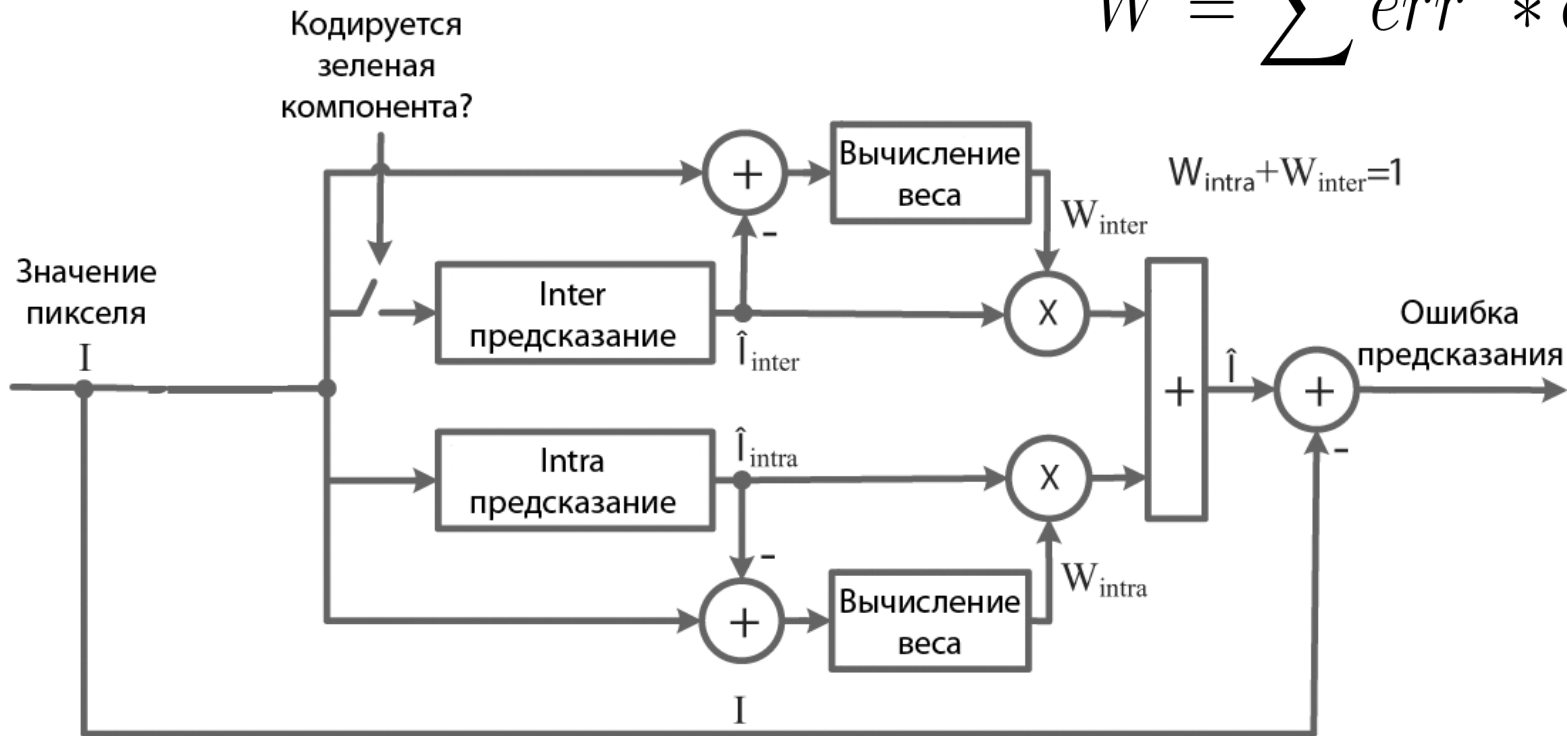 W = ∑ err * 
Кодируется
зеленая
компонента?
+
Вычисление
веса
W_intra+W_inter=1
W_inter
-
Значение
пикселя
I
Inter
предсказание
X
Î_inter
Ошибка
предсказания
Î
+
+
Intra
предсказание
Î_intra
X
-
-
W_intra
+
Вычисление
веса
I